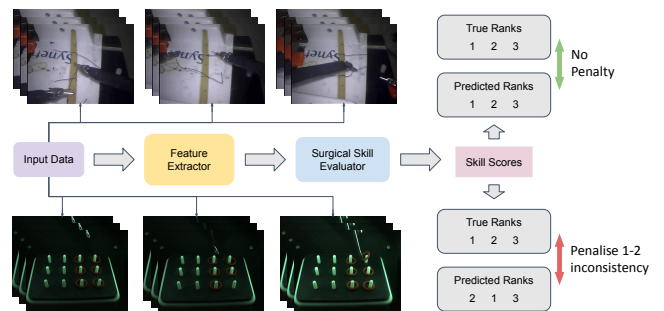 Synet
True Ranks
1 2 3
No
Penalty
Predicted Ranks
1 2 3
Input Data
Feature
Extractor
Surgical Skill
Evaluator
Skill Scores
True Ranks
1 2 3
Penalise 1-2
inconsistency
Predicted Ranks
2 1 3